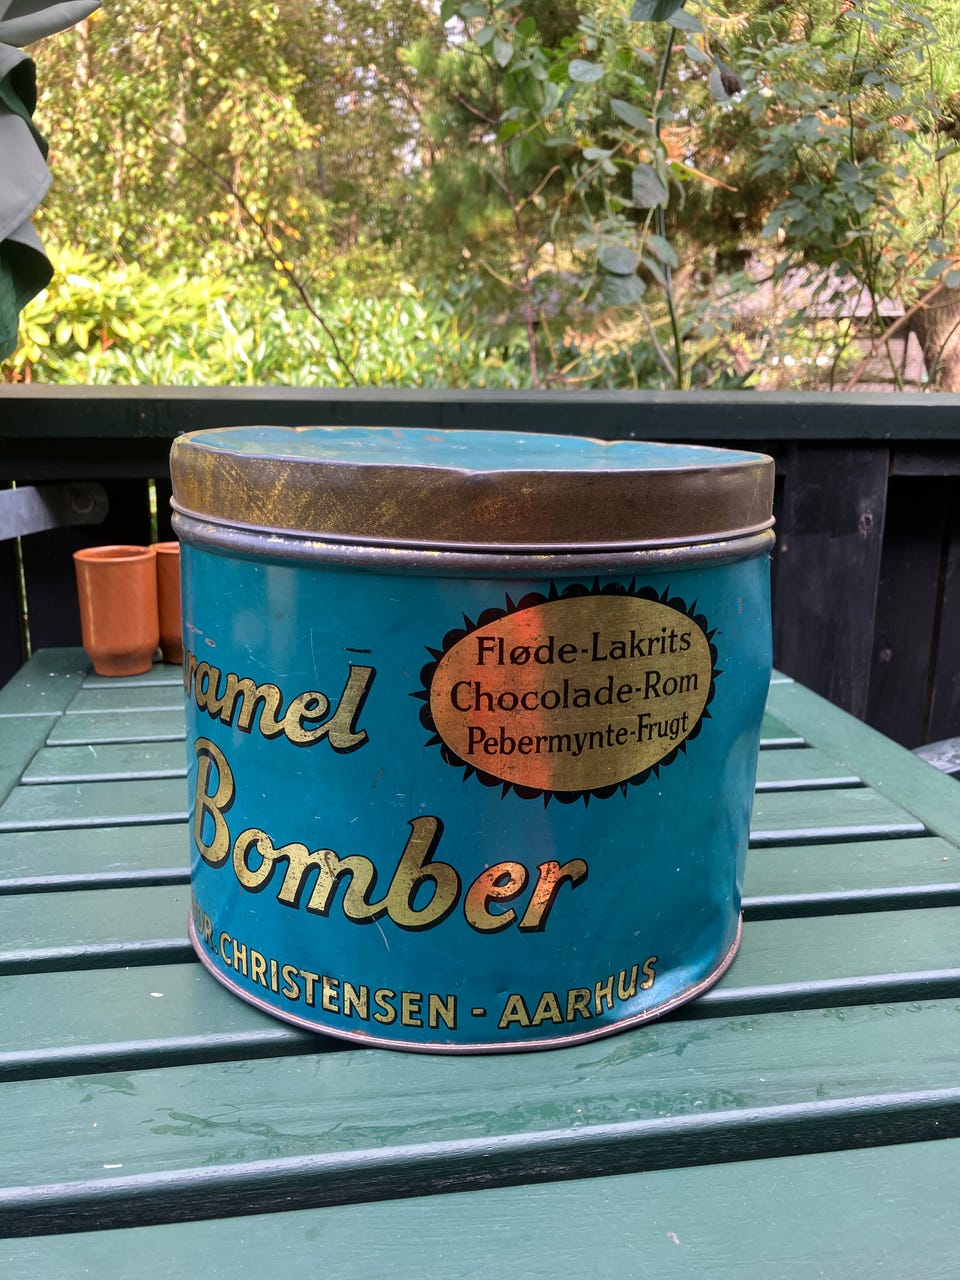 Fløde-Lakrits
Chocolade-Rom
Pebermynte-Frugt
ramel
Bomber
R. CHRISTENSEN - AARHUS